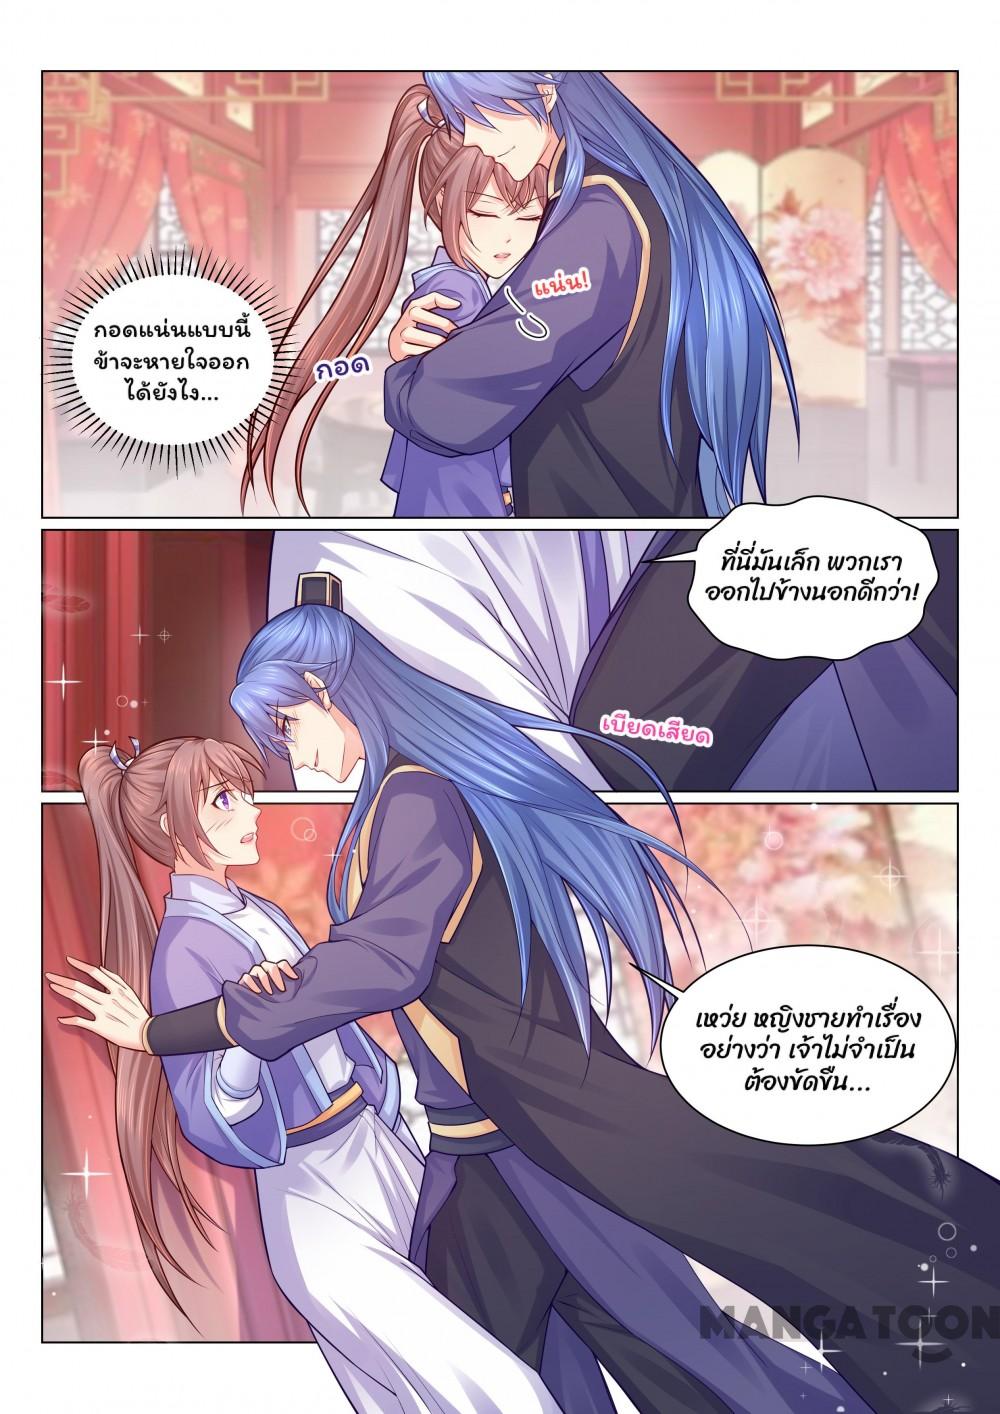 แน่น!
กอดแน่นแบบนี้
ข้าจะหายใจออก
ได้ยังไง...
กอด
ที่นี่มันเล็ก พวกเรา
ออกไปข้างนอกดีกว่า!
เบียดเสียด
เหว่ย หญิงชายทำเรื่อง
อย่างว่า เจ้าไม่จำเป็น
ต้องขัดขืน...
MANGATOON